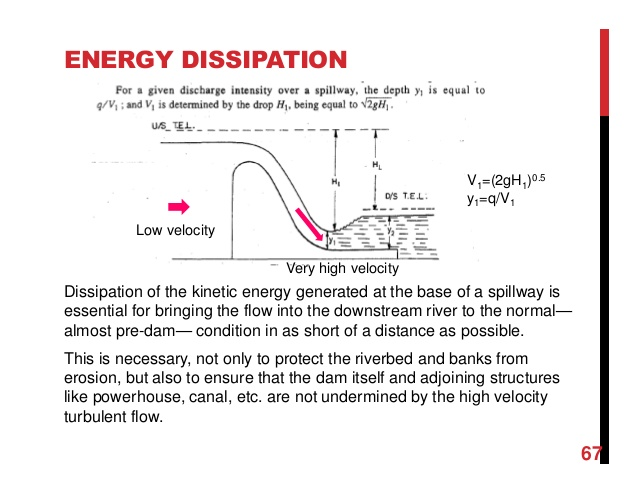 ENERGY DISSIPATION
For a given discharge intensity over a spillway, the depth y₁ is equal to
q/V₁ ; and V₁ is determined by the drop H₁, being equal to √2gH₁.
U/S T.E.L.
H₁
H_L
D/S T.E.L.
y₁
y₂
V₁=(2gH₁)⁰·⁵
y₁=q/V₁
Low velocity
Very high velocity
Dissipation of the kinetic energy generated at the base of a spillway is
essential for bringing the flow into the downstream river to the normal—
almost pre-dam— condition in as short of a distance as possible.
This is necessary, not only to protect the riverbed and banks from
erosion, but also to ensure that the dam itself and adjoining structures
like powerhouse, canal, etc. are not undermined by the high velocity
turbulent flow.
67